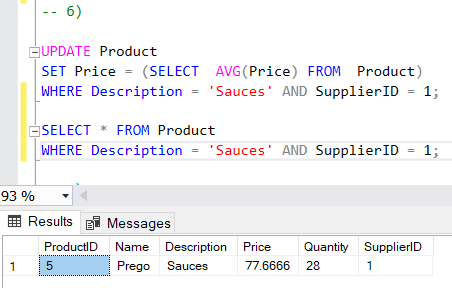 -- 6)
UPDATE Product
SET Price = (SELECT  AVG(Price) FROM  Product)
WHERE Description = 'Sauces' AND SupplierID = 1;
SELECT * FROM Product
WHERE Description = 'Sauces' AND SupplierID = 1;
93 %
Results Messages
ProductID Name Description Price Quantity SupplierID
1 5 Prego Sauces 77.6666 28 1